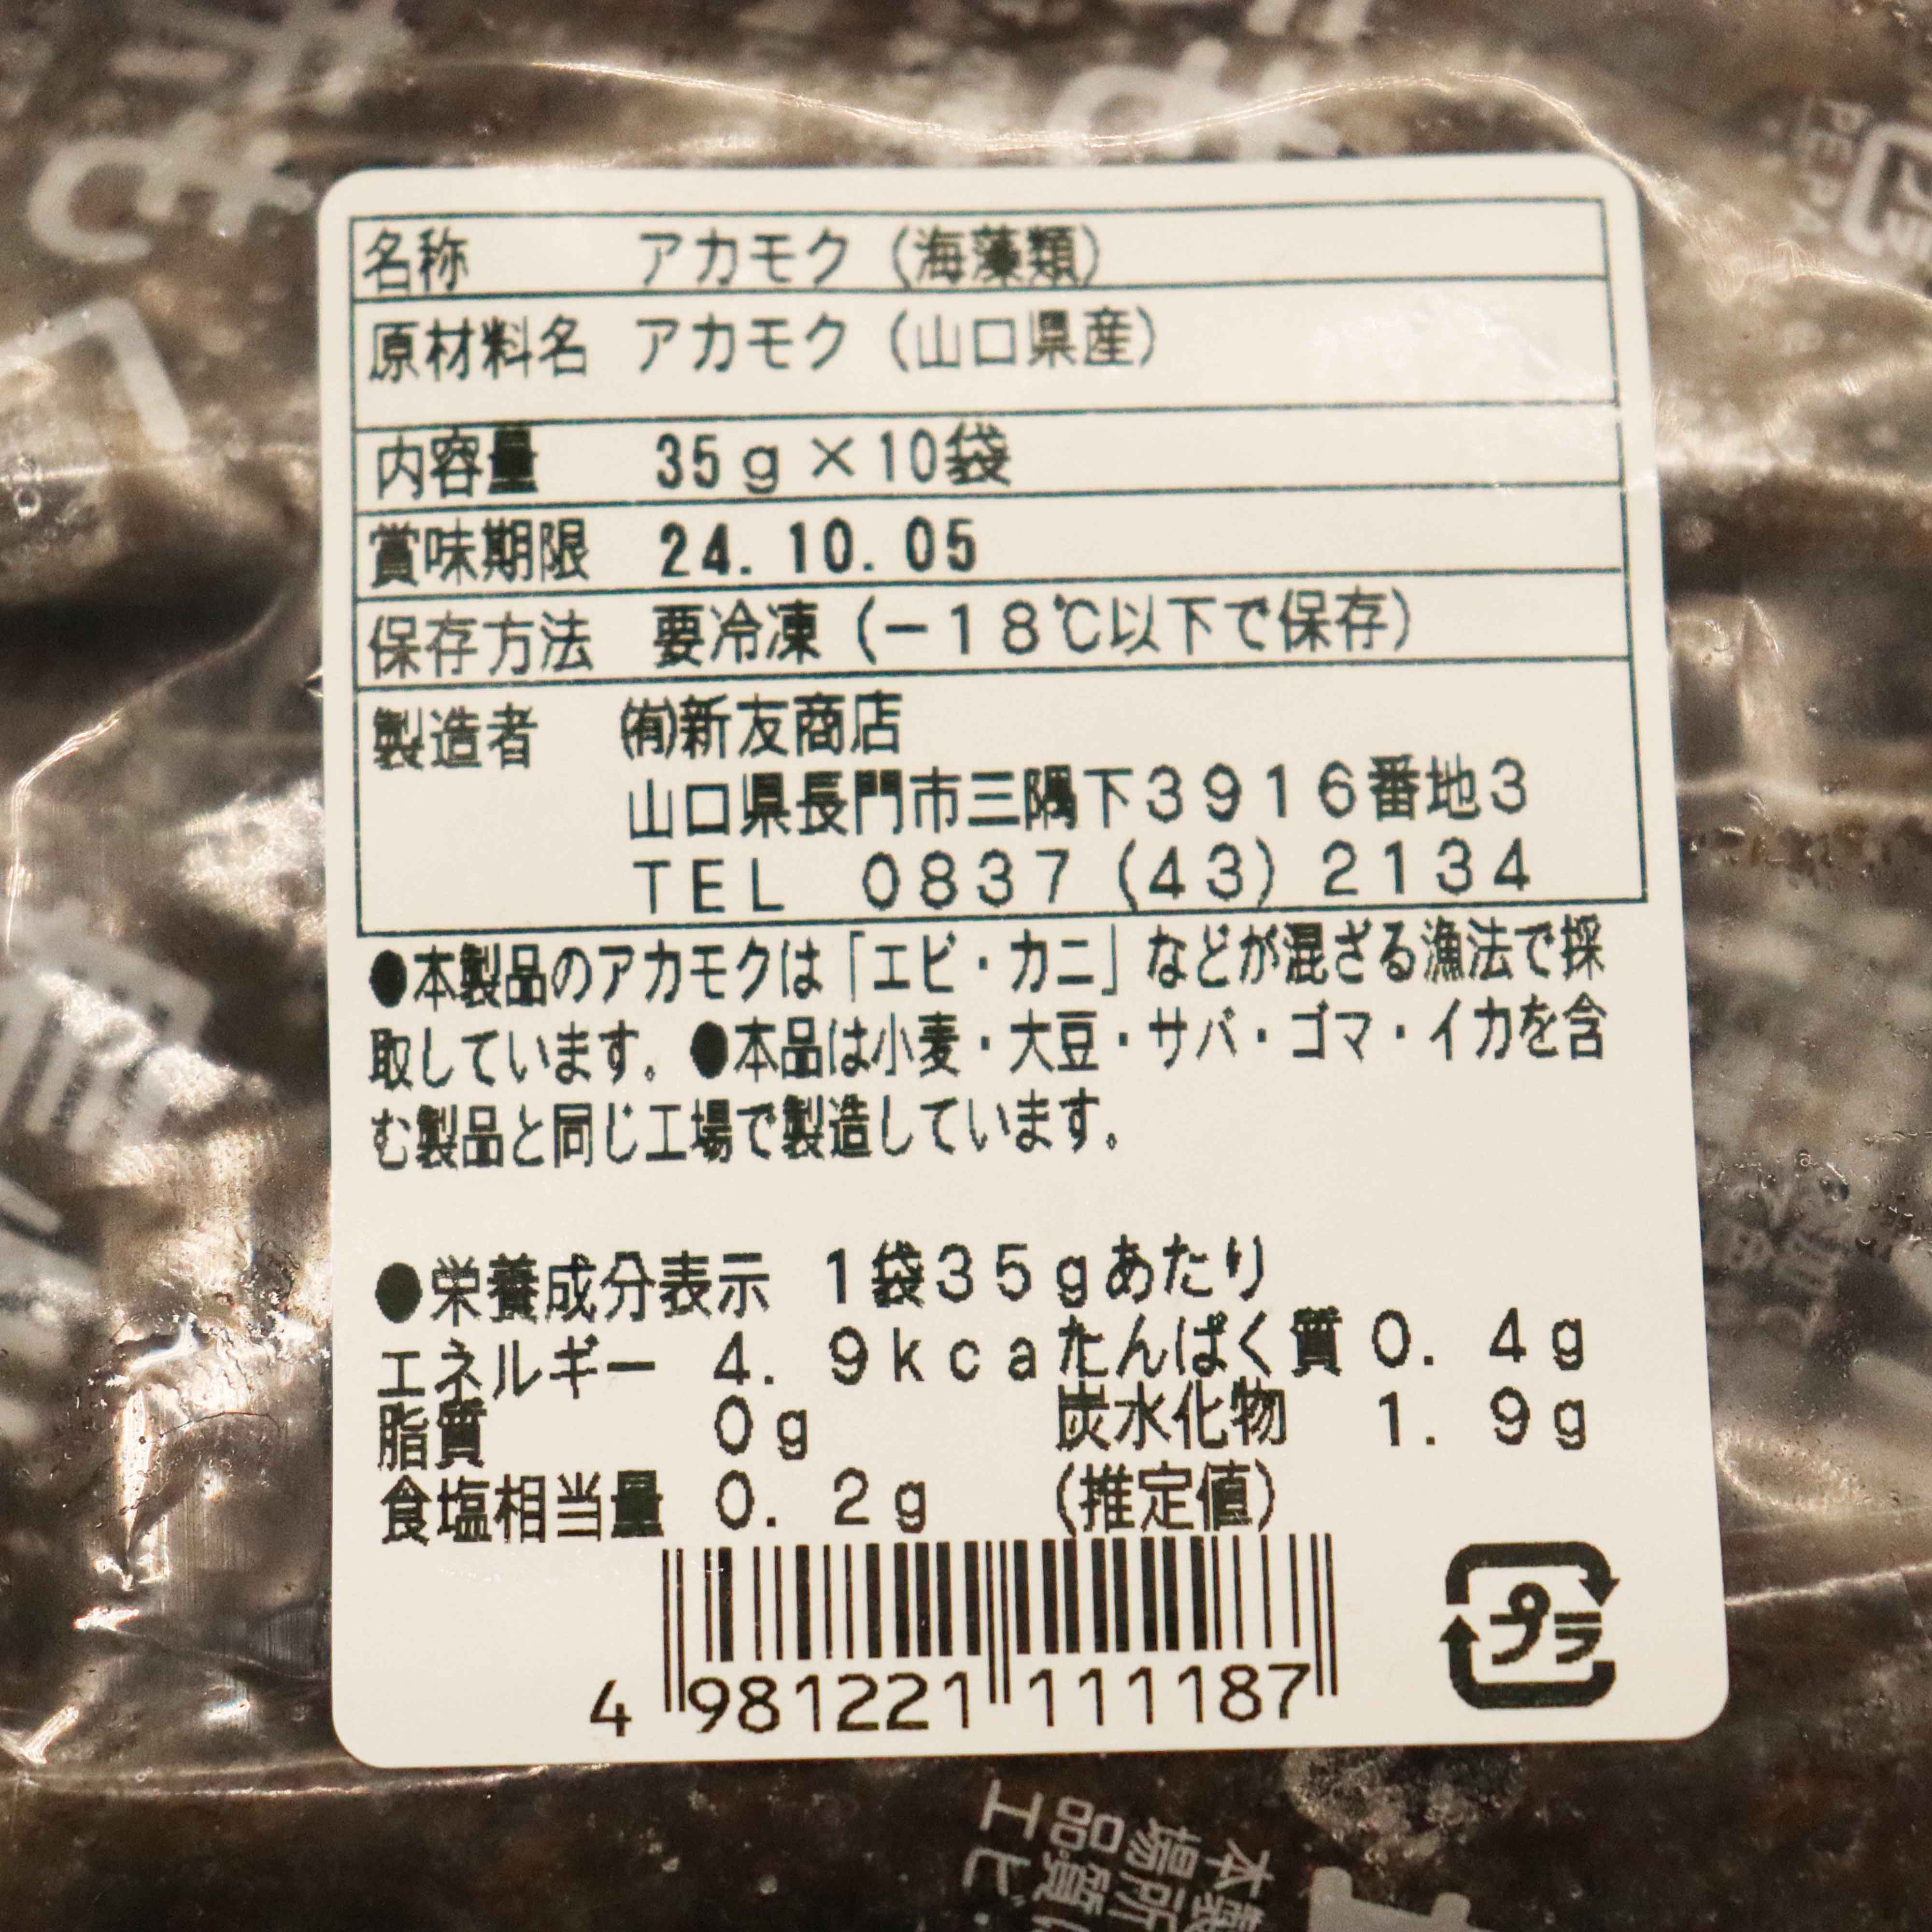 名称 アカモク（海藻類）
原材料名 アカモク（山口県産）
内容量 35g×10袋
賞味期限 24.10.05
保存方法 要冷凍（－18℃以下で保存）
製造者 ㈲新友商店
山口県長門市三隅下3916番地3
TEL 0837（43）2134
●本製品のアカモクは「エビ・カニ」などが混ざる漁法で採
取しています。●本品は小麦・大豆・サバ・ゴマ・イカを含
む製品と同じ工場で製造しています。
●栄養成分表示 1袋35gあたり
エネルギー 4.9kcaたんぱく質0.4g
脂質 0g 炭水化物 1.9g
食塩相当量 0.2g （推定値）
4 981221 111187
プラ
PEPA